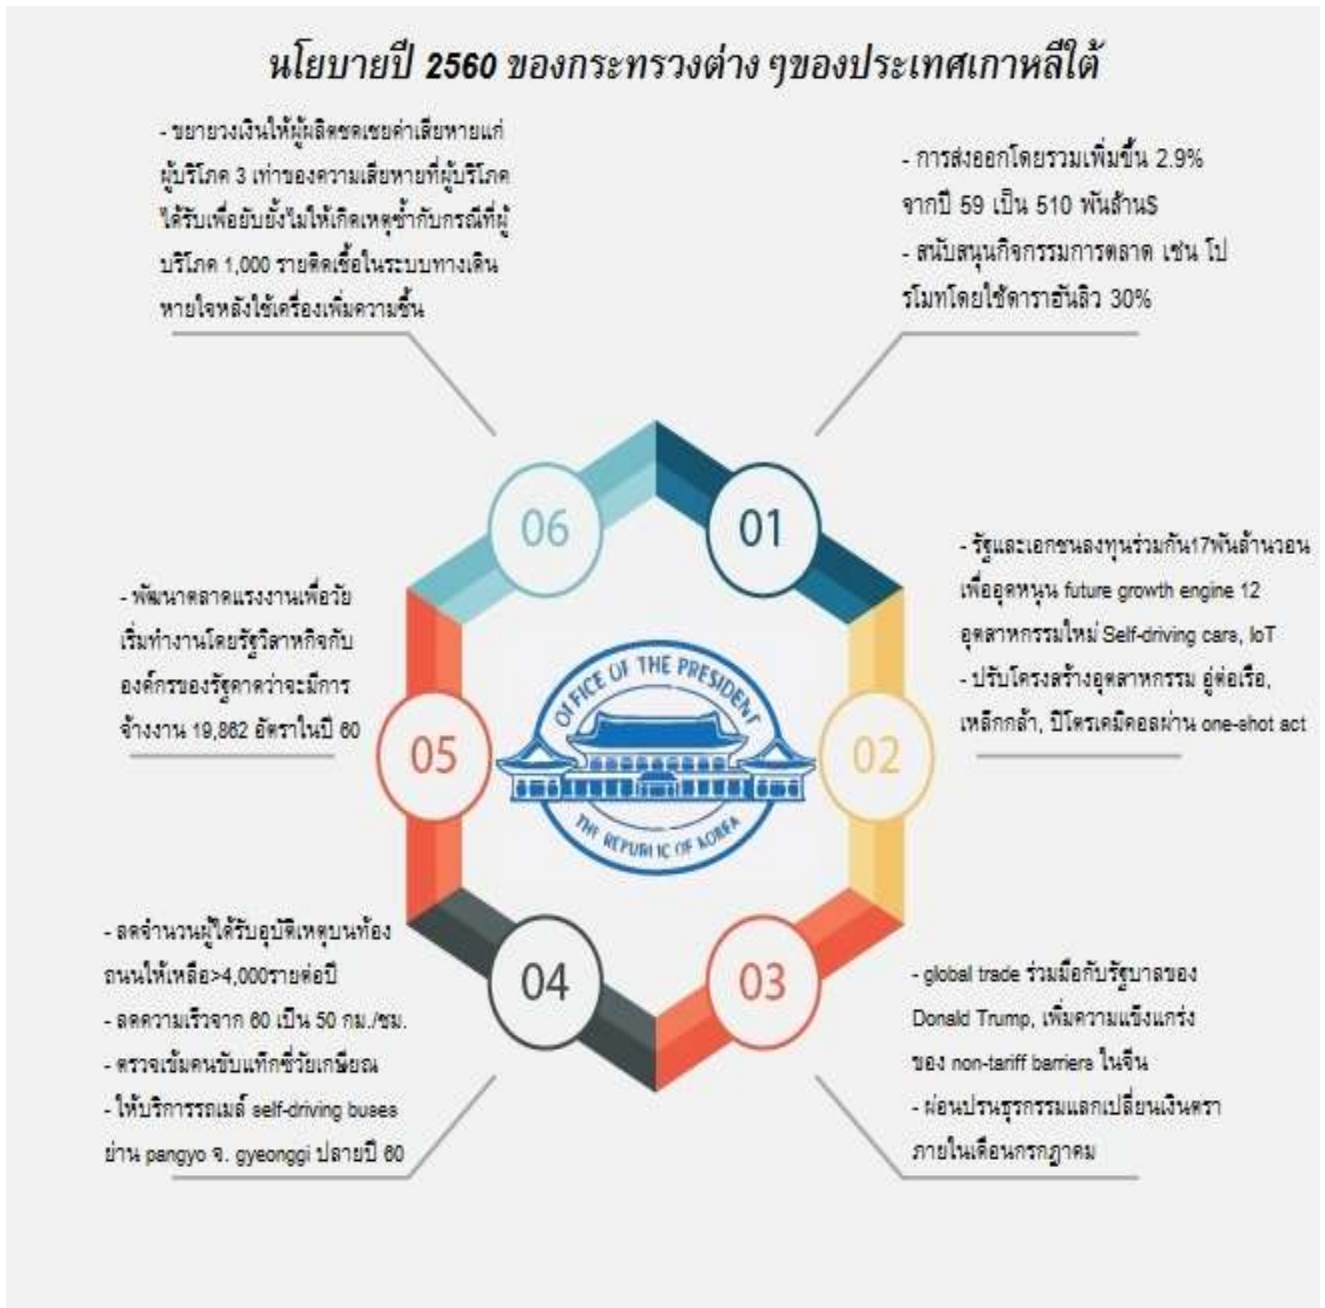 นโยบายปี 2560 ของกระทรวงต่าง ๆของประเทศเกาหลีใต้
- ขยายวงเงินให้ผู้ผลิตชดเชยค่าเสียหายแก่
ผู้บริโภค 3 เท่าของความเสียหายที่ผู้บริโภค
ได้รับเพื่อยับยั้งไม่ให้เกิดเหตุซ้ำกับกรณีที่ผู้
บริโภค 1,000 รายติดเชื้อในระบบทางเดิน
หายใจหลังใช้เครื่องเพิ่มความชื้น
- การส่งออกโดยรวมเพิ่มขึ้น 2.9%
จากปี 59 เป็น 510 พันล้าน$
- สนับสนุนกิจกรรมการตลาด เช่น โป
รโมทโดยใช้ดาราฮันลิว 30%
06
01
- รัฐและเอกชนลงทุนร่วมกัน17พันล้านวอน
เพื่ออุดหนุน future growth engine 12
อุตสาหกรรมใหม่ Self-driving cars, IoT
- ปรับโครงสร้างอุตสาหกรรม อู่ต่อเรือ,
เหล็กกล้า, ปิโตรเคมิคอลผ่าน one-shot act
- พัฒนาตลาดแรงงานเพื่อวัย
เริ่มทำงานโดยรัฐวิสาหกิจกับ
องค์กรของรัฐคาดว่าจะมีการ
จ้างงาน 19,862 อัตราในปี 60
05
OFFICE OF THE PRESIDENT
THE REPUBLIC OF KOREA
02
- ลดจำนวนผู้ได้รับอุบัติเหตุบนท้อง
ถนนให้เหลือ>4,000รายต่อปี
- ลดความเร็วจาก 60 เป็น 50 กม./ชม.
- ตรวจเข้มคนขับแท็กซี่วัยเกษียณ
- ให้บริการรถเมล์ self-driving buses
ย่าน pangyo จ. gyeonggi ปลายปี 60
04
03
- global trade ร่วมมือกับรัฐบาลของ
Donald Trump, เพิ่มความแข็งแกร่ง
ของ non-tariff barriers ในจีน
- ผ่อนปรนธุรกรรมแลกเปลี่ยนเงินตรา
ภายในเดือนกรกฎาคม